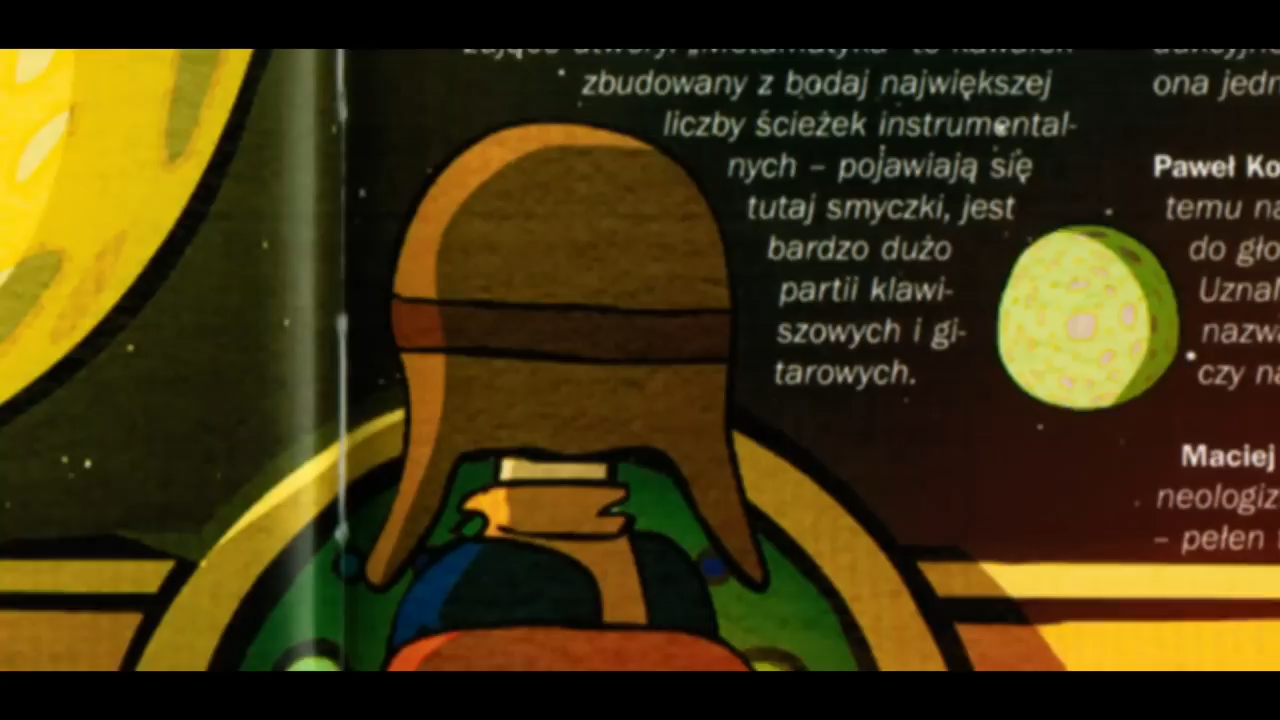 zbudowany z bodaj największej
liczby ścieżek instrumental-
nych – pojawiają się
tutaj smyczki, jest
bardzo dużo
partii klawi-
szowych i gi-
tarowych.
ona jedn
Paweł Ko
temu na
do gło
Uznal
nazwa
czy na
Maciej
neologiz
– pełen